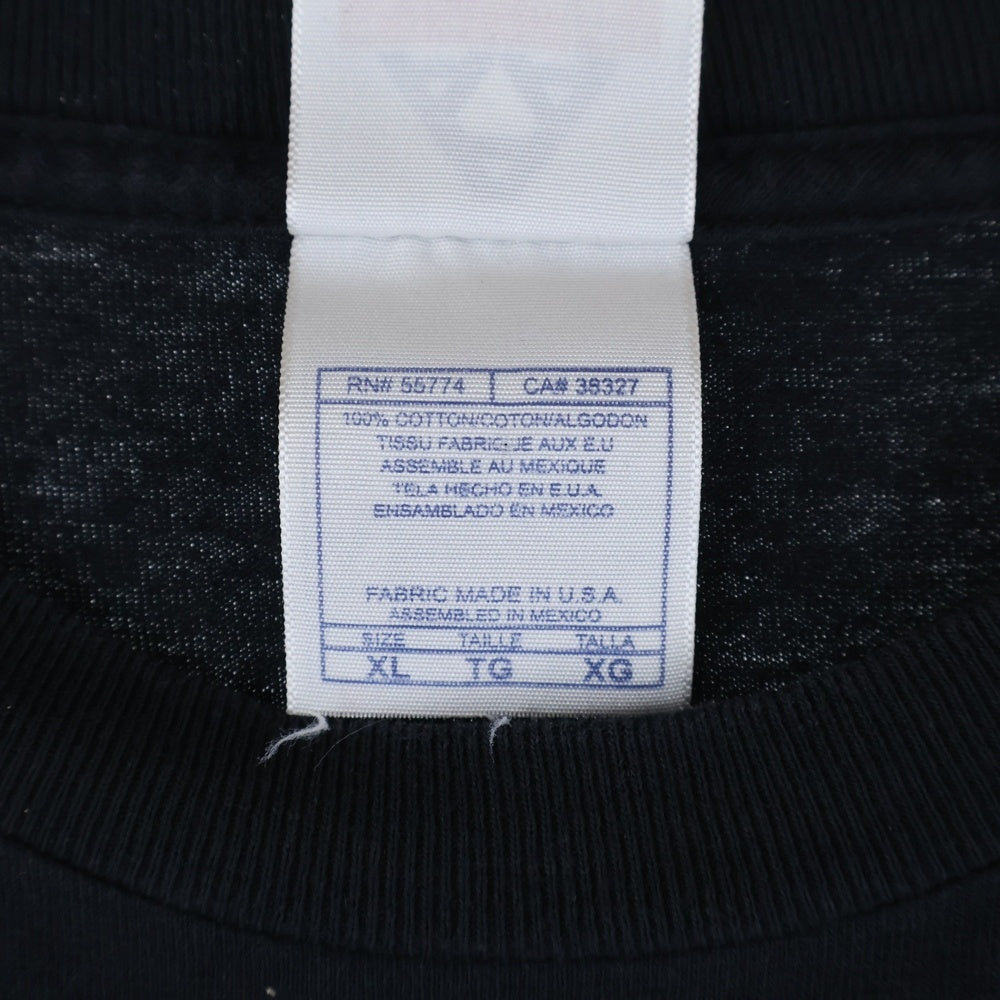 RN# 55774 CA# 38327
100% COTTON/COTON/ALGODON
TISSU FABRIQUE AUX E.U
ASSEMBLE AU MEXIQUE
TELA HECHO EN E.U.A.
ENSAMBLADO EN MEXICO
FABRIC MADE IN U.S.A.
ASSEMBLED IN MEXICO
SIZE TAILLE TALLA
XL TG XG